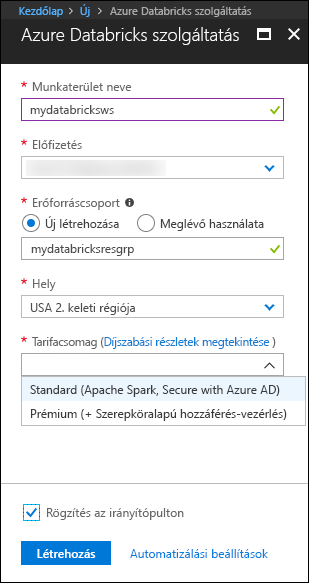 Kezdőlap > Új > Azure Databricks szolgáltatás
Azure Databricks szolgáltatás
* Munkaterület neve
mydatabricksws
* Előfizetés
* Erőforráscsoport
Új létrehozása Meglévő használata
mydatabricksresgrp
* Hely
USA 2. keleti régiója
* Tarifacsomag (Díjszabási részletek megtekintése )
Standard (Apache Spark, Secure with Azure AD)
Prémium (+ Szerepköralapú hozzáférés-vezérlés)
Rögzítés az irányítópulton
Létrehozás Automatizálási beállítások